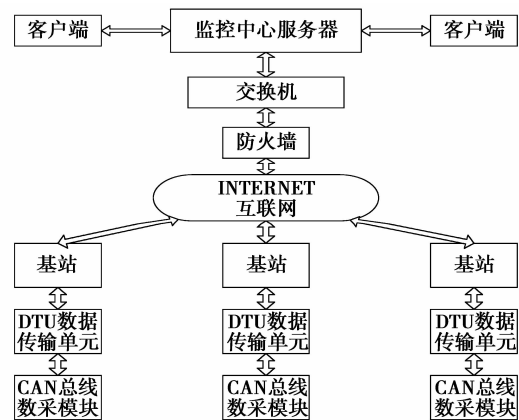 客户端
监控中心服务器
客户端
交换机
防火墙
INTERNET
互联网
基站
基站
基站
DTU数据
传输单元
DTU数据
传输单元
DTU数据
传输单元
CAN总线
数采模块
CAN总线
数采模块
CAN总线
数采模块